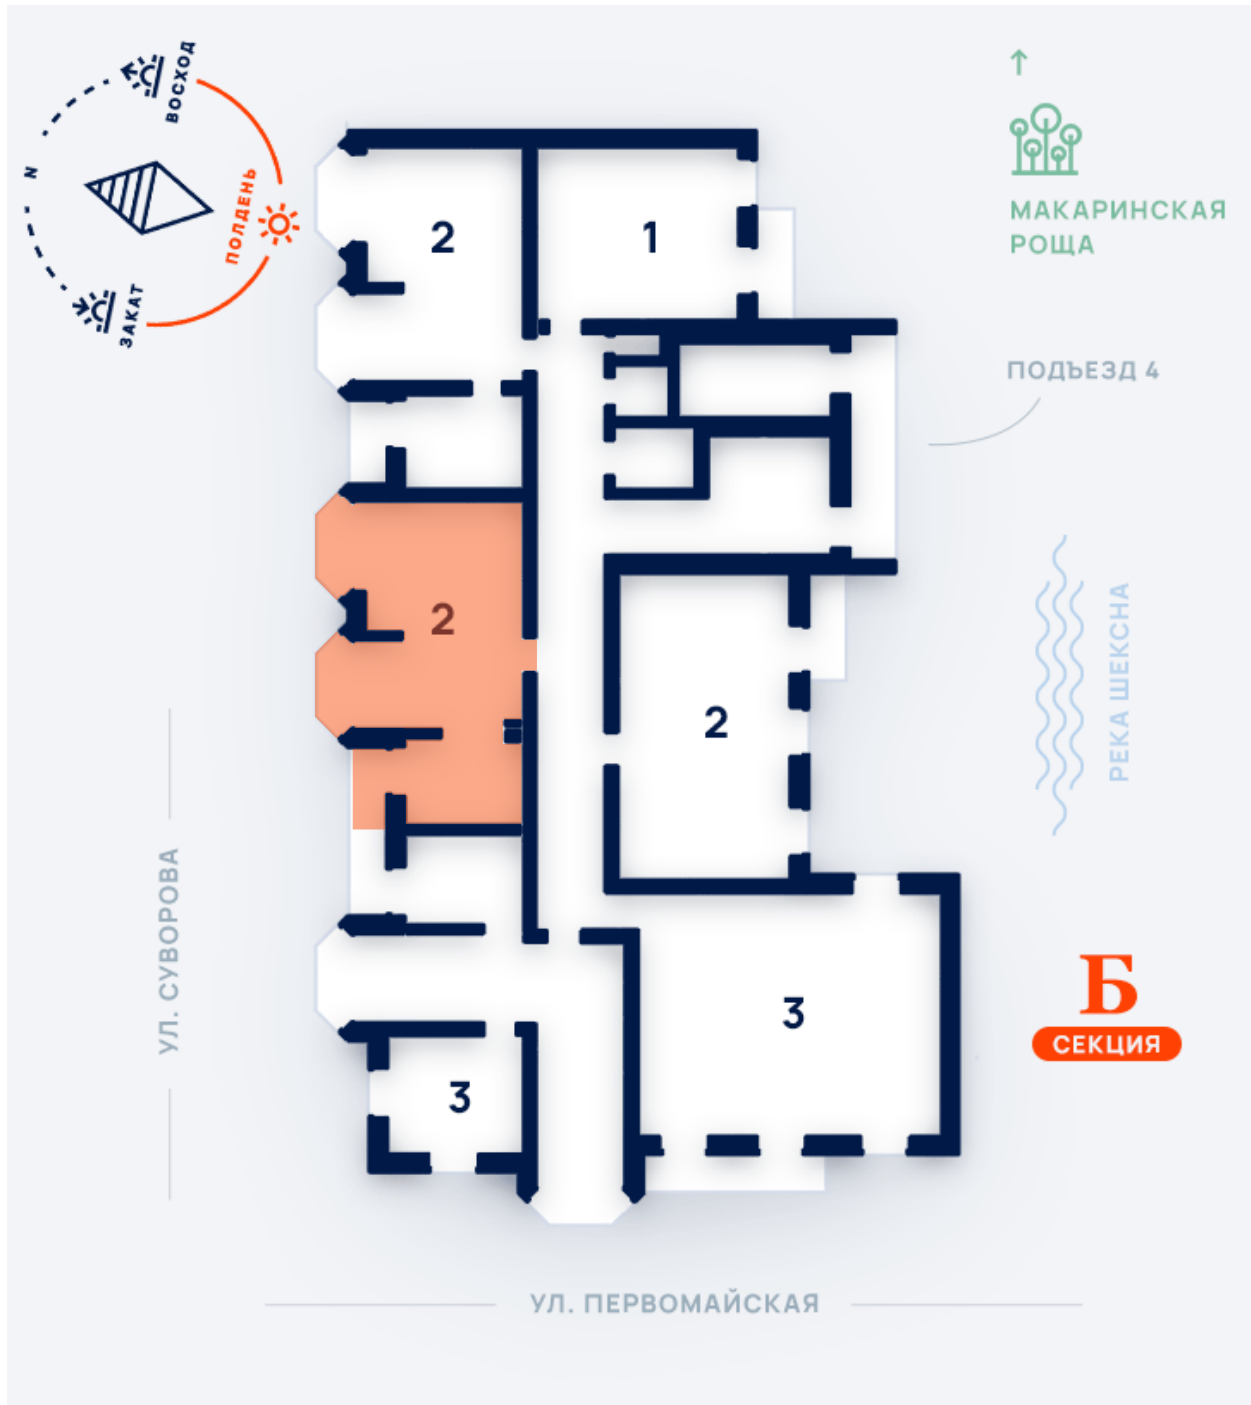 ВОСХОД
N
ПОЛДЕНЬ
ЗАКАТ
МАКАРИНСКАЯ
РОЩА
2
1
ПОДЪЕЗД 4
2
РЕКА ШЕКСНА
2
УЛ. СУВОРОВА
3
Б
СЕКЦИЯ
3
УЛ. ПЕРВОМАЙСКАЯ